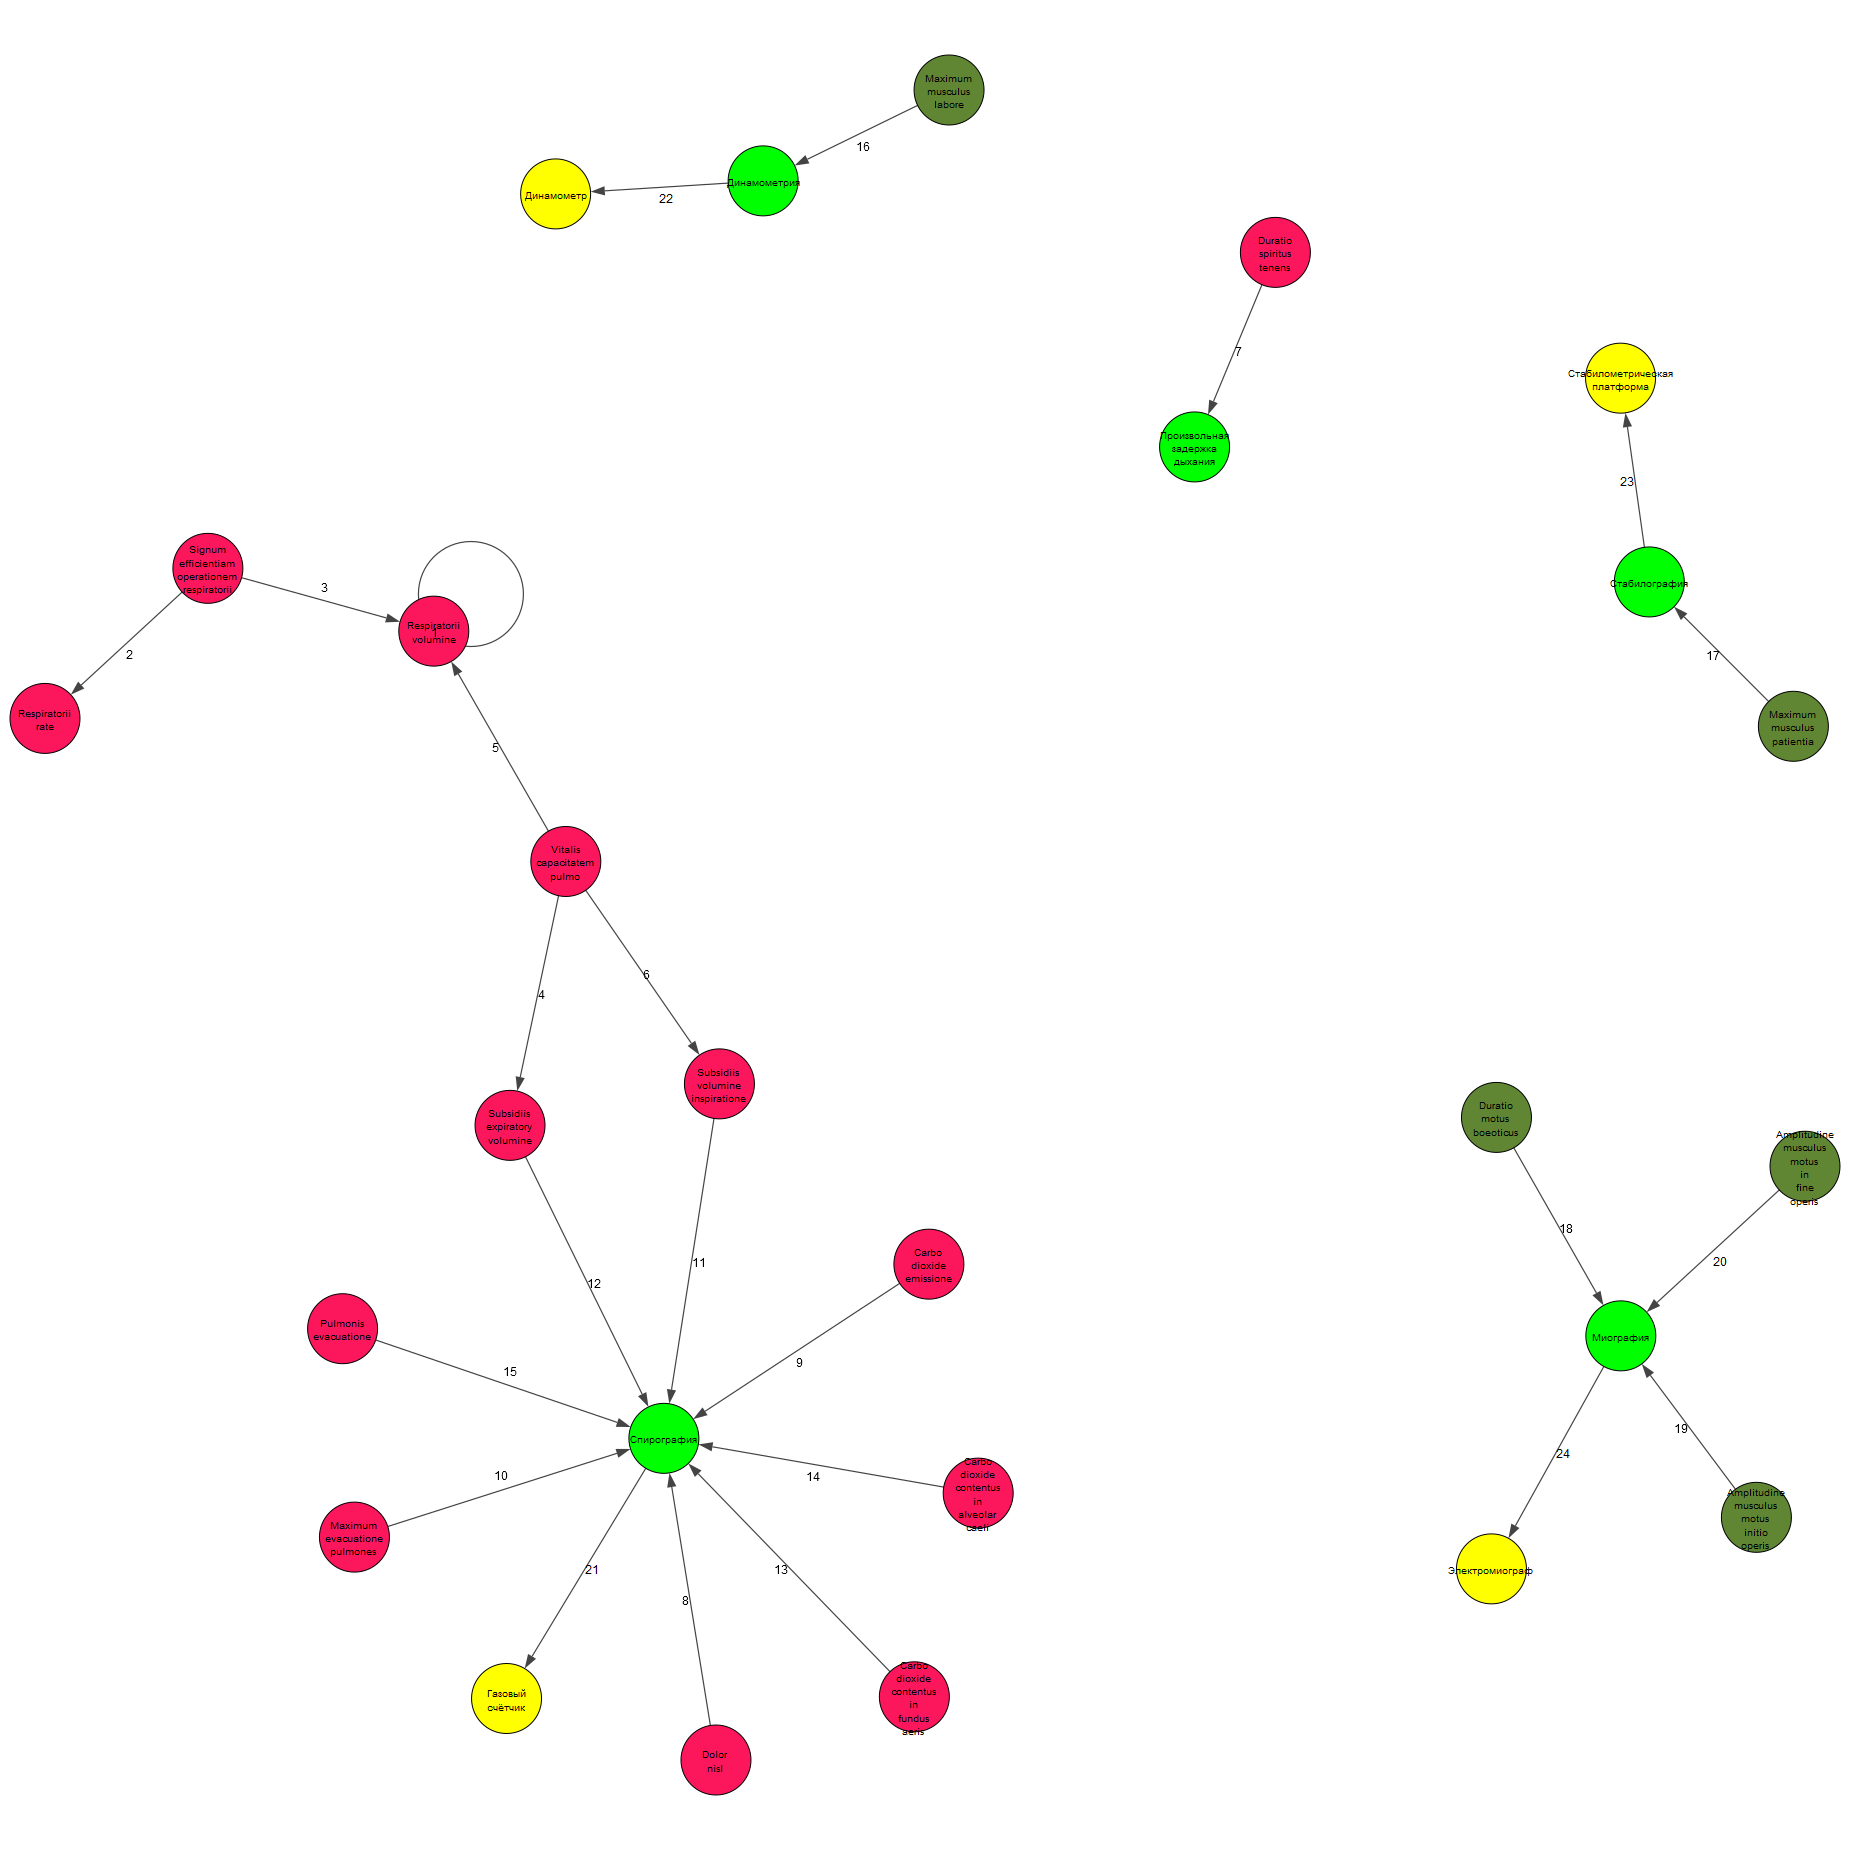 Maximum
musculus
labore
16
Динамометрия
22
Динамометр
Duratio
spiritus
tenens
7
Произвольная
задержка
дыхания
Стабилометрическая
платформа
23
Стабилография
17
Maximum
musculus
patientia
Signum
efficientiam
operationem
respiratorii
3
2
Respiratorii
volumine
1
Respiratorii
rate
5
Vitalis
capacitatem
pulmo
4
6
Subsidiis
volumine
inspiratione
Subsidiis
expiratory
volumine
12
11
Carbo
dioxide
emissione
9
Pulmonis
evacuatione
15
Спирография
10
Maximum
evacuatione
pulmones
14
Carbo
dioxide
contentus
in
alveolar
caeli
21
8
13
Газовый
счётчик
Dolor
nisl
Carbo
dioxide
contentus
in
fundus
aeris
Duratio
motus
boeoticus
Amplitudine
musculus
motus
in
fine
operis
18
20
Миография
24
19
Amplitudine
musculus
motus
initio
operis
Электромиограф